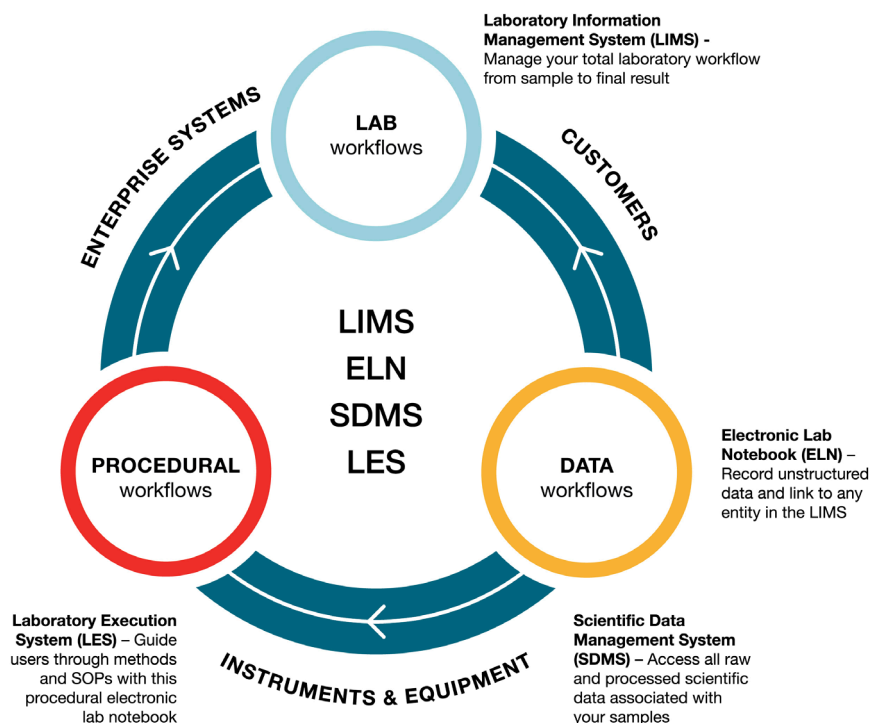 Laboratory Information
Management System (LIMS) -
Manage your total laboratory workflow
from sample to final result
LAB
workflows
ENTERPRISE SYSTEMS
CUSTOMERS
LIMS
ELN
SDMS
LES
PROCEDURAL
workflows
DATA
workflows
Electronic Lab
Notebook (ELN) –
Record unstructured
data and link to any
entity in the LIMS
Laboratory Execution
System (LES) – Guide
users through methods
and SOPs with this
procedural electronic
lab notebook
INSTRUMENTS & EQUIPMENT
Scientific Data
Management System
(SDMS) – Access all raw
and processed scientific
data associated with
your samples